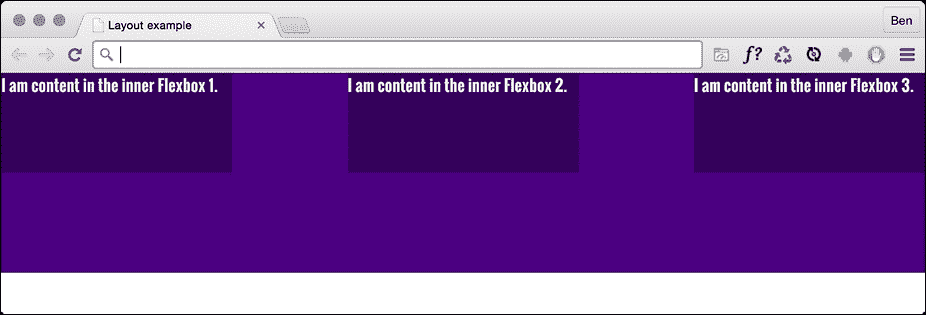 Layout example
Ben
f?
I am content in the inner Flexbox 1.
I am content in the inner Flexbox 2.
I am content in the inner Flexbox 3.